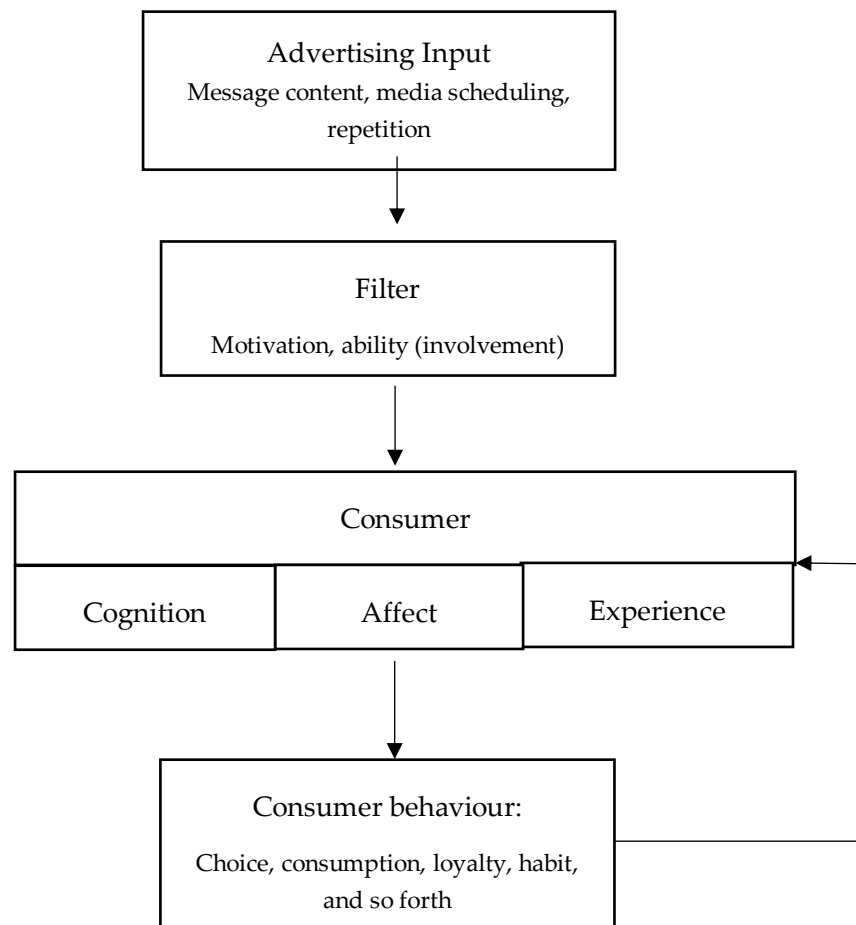 Advertising Input
Message content, media scheduling,
repetition
Filter
Motivation, ability (involvement)
Consumer
Cognition
Affect
Experience
Consumer behaviour:
Choice, consumption, loyalty, habit,
and so forth